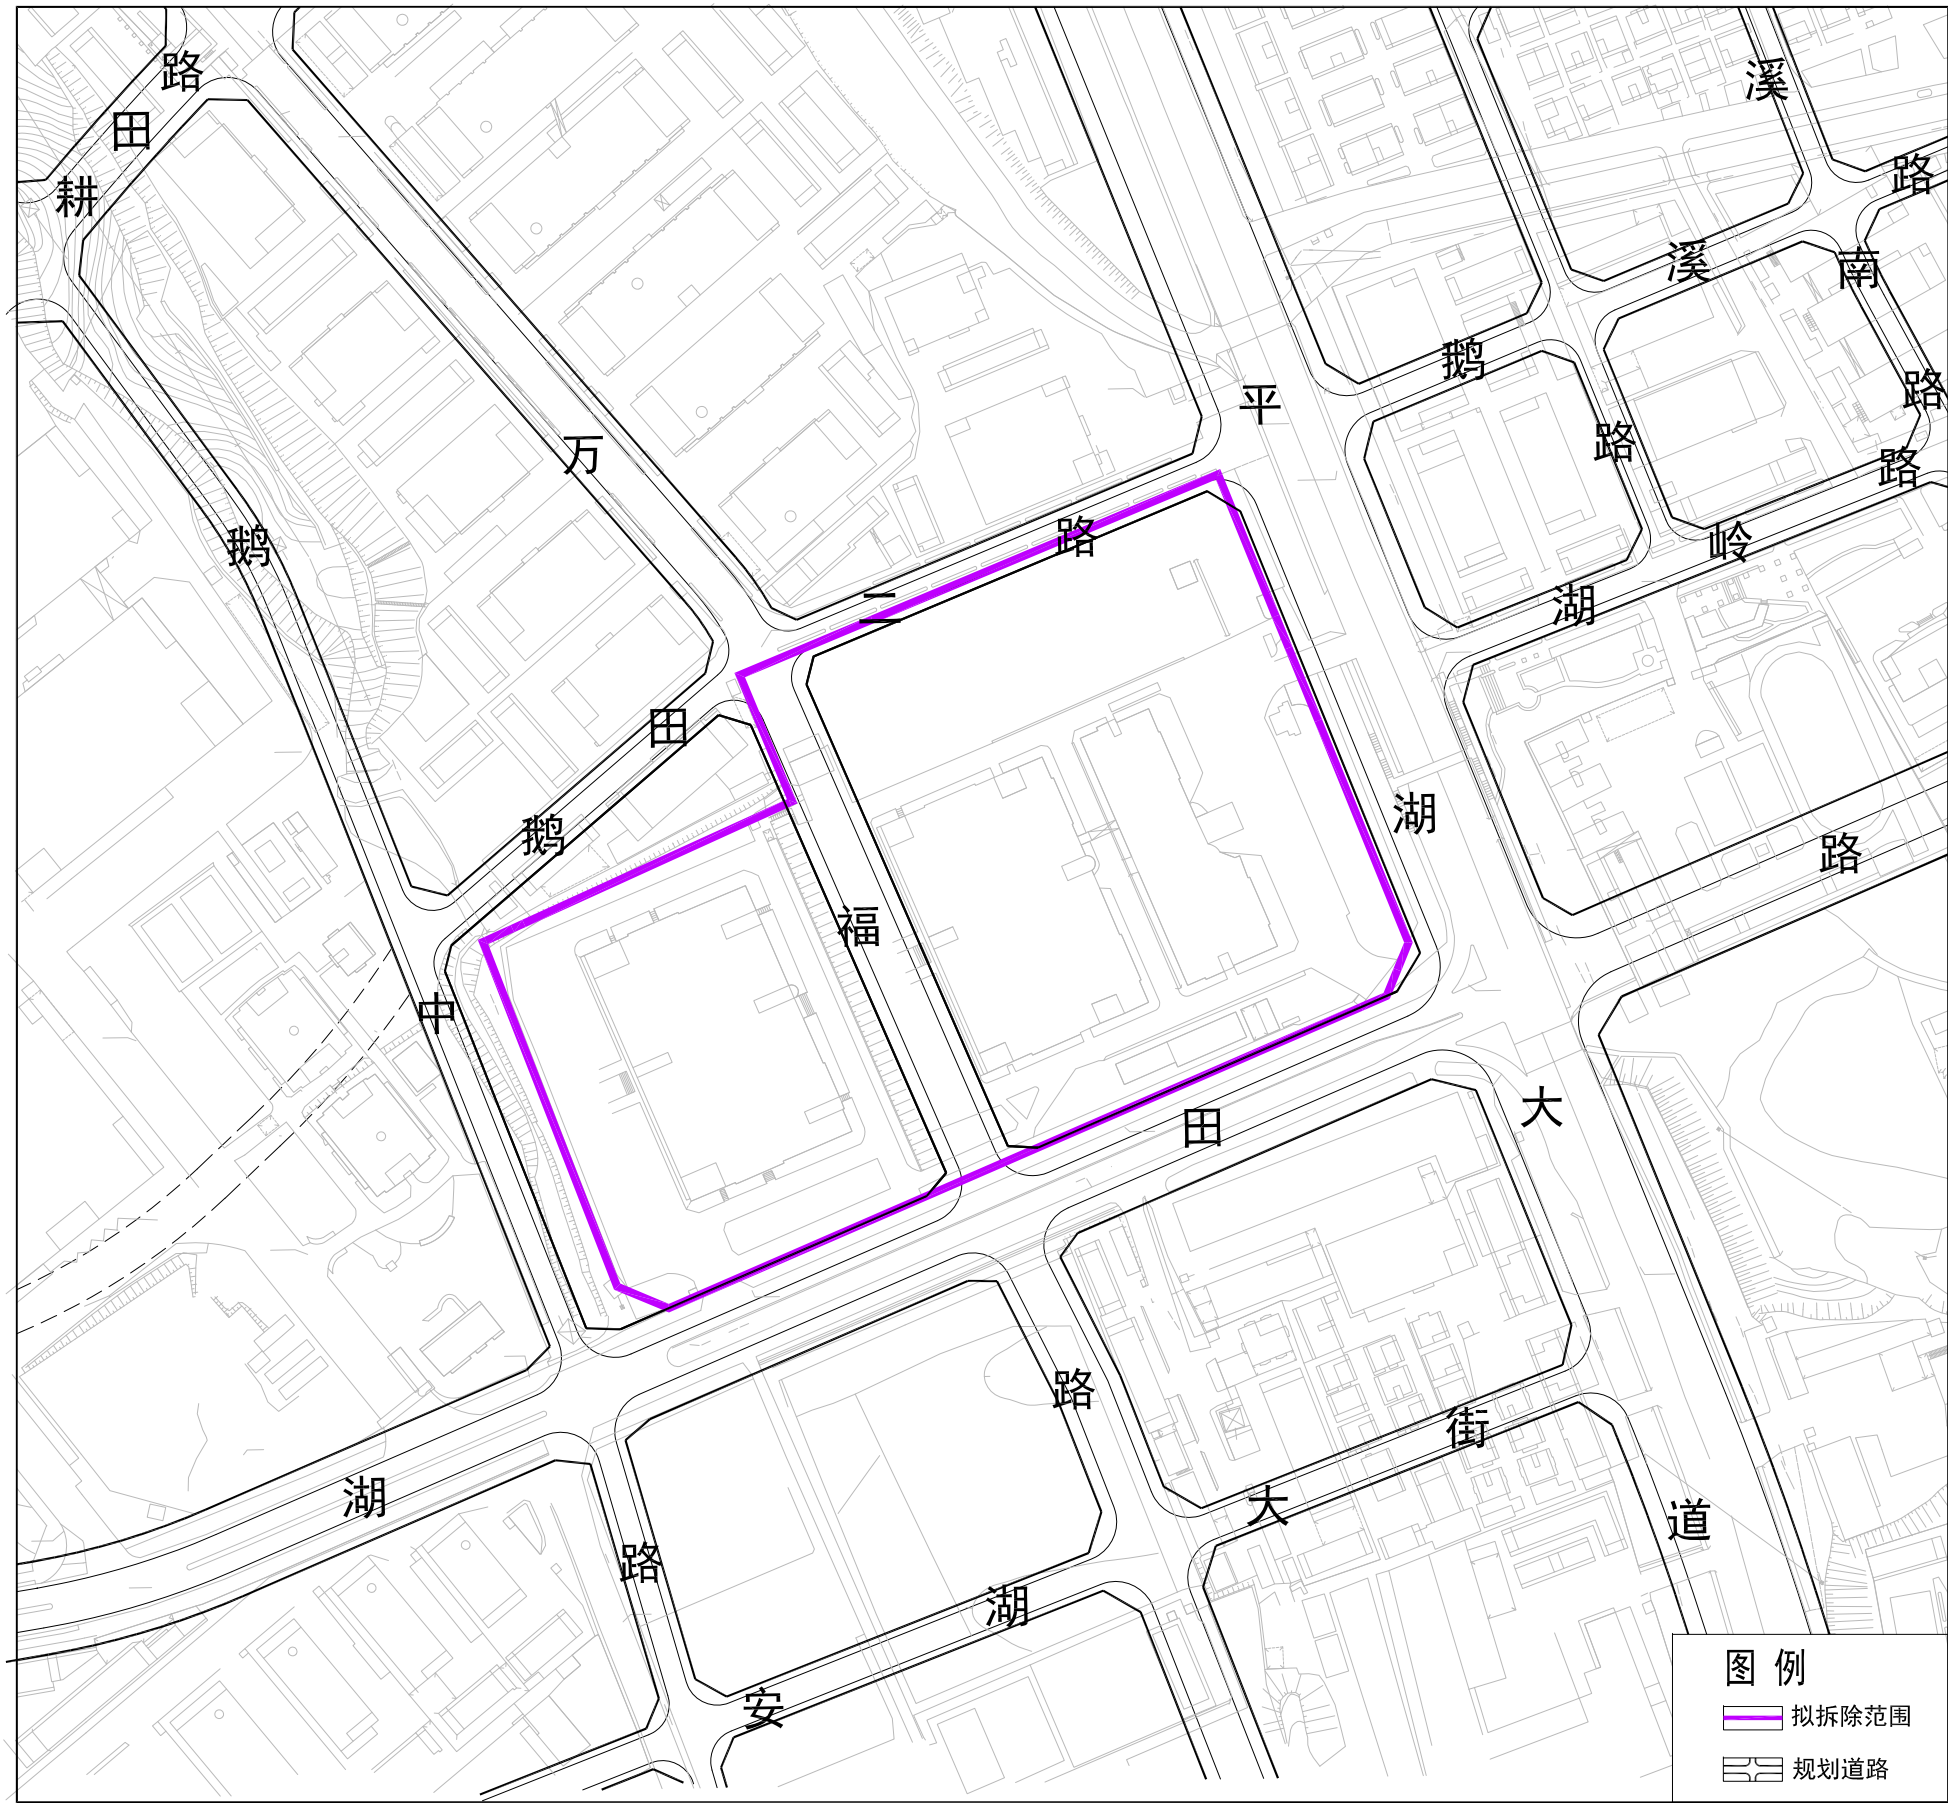 路
田
耕
溪
路
溪
南
鹅
平
路
路
路
万
鹅
岭
路
二
湖
田
鹅
湖
路
福
中
田
大
路
街
湖
大
道
路
湖
安
图 例
拟拆除范围
规划道路